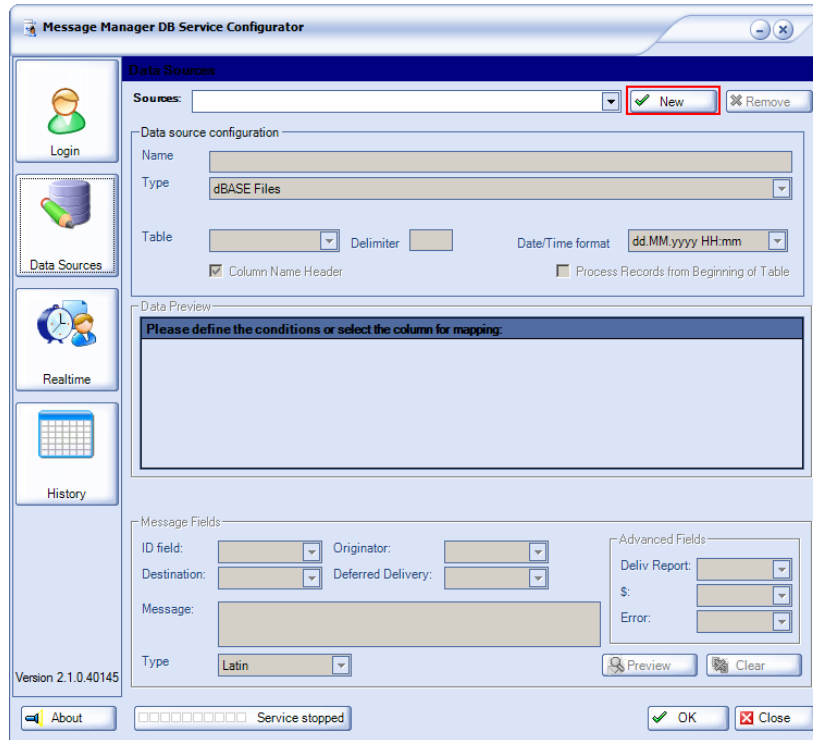 Message Manager DB Service Configurator
Data Sources
Sources:
New
Remove
Login
Data source configuration
Name
Type
dBASE Files
Table
Delimiter
Date/Time format
dd.MM.yyyy HH:mm
Column Name Header
Process Records from Beginning of Table
Data Sources
Data Preview
Please define the conditions or select the column for mapping:
Realtime
History
Message Fields
ID field:
Originator:
Destination:
Deferred Delivery:
Message:
Type
Latin
Advanced Fields
Deliv Report:
$:
Error:
Preview
Clear
Version 2.1.0.40145
About
Service stopped
OK
Close